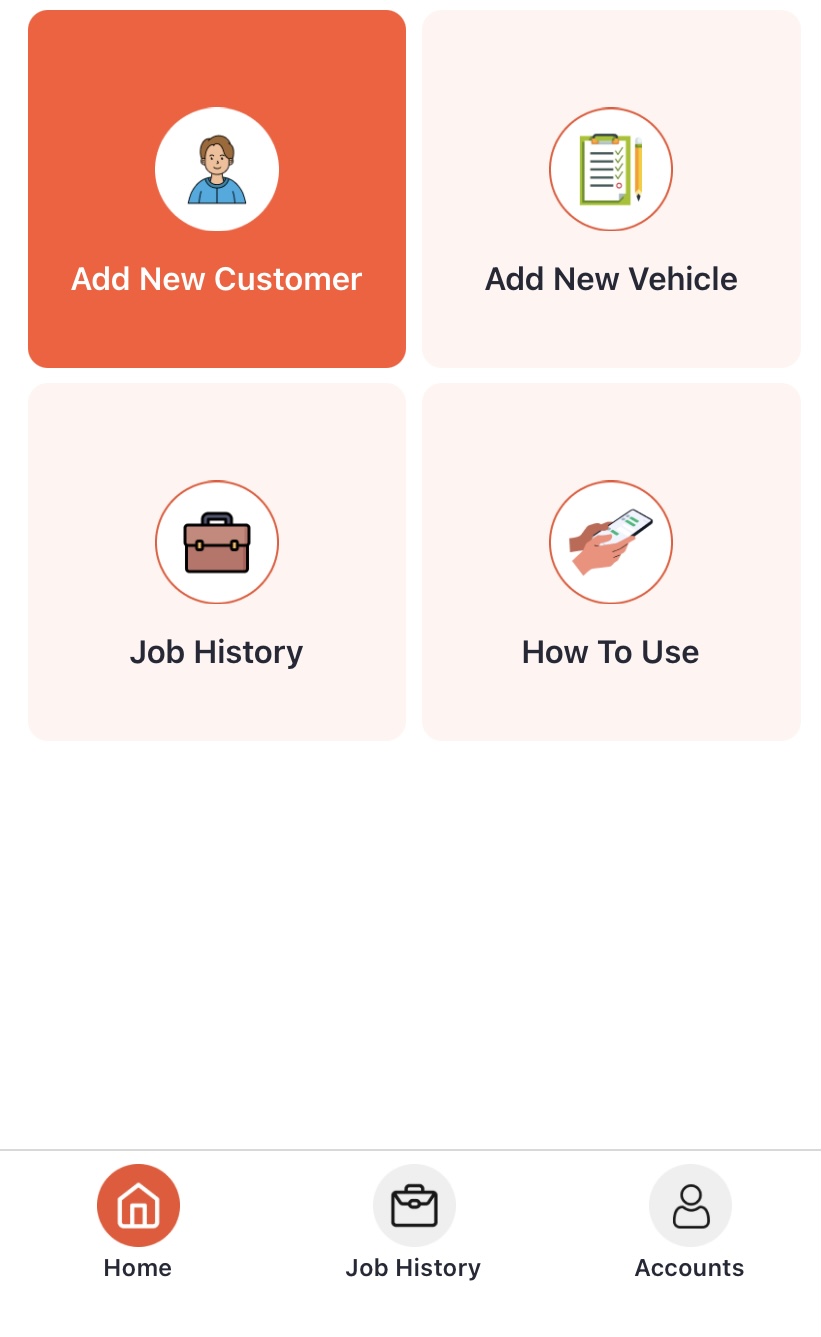 Add New Customer
Add New Vehicle
Job History
How To Use
Home
Job History
Accounts